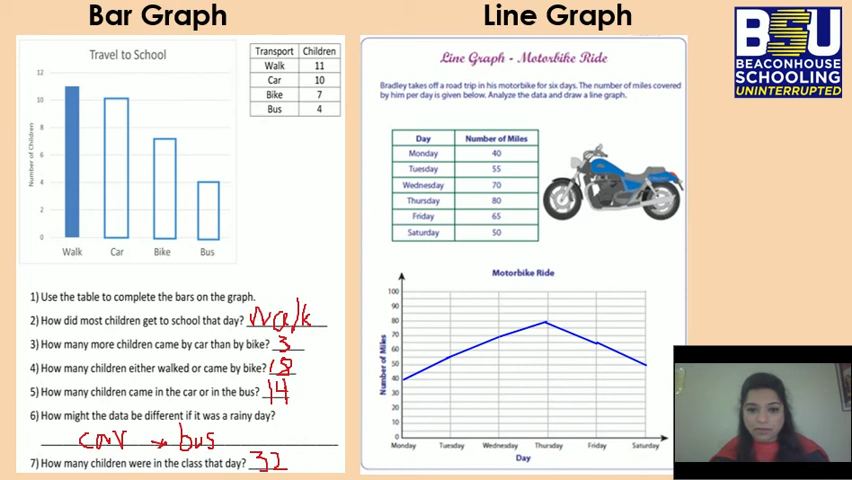 Bar Graph
Line Graph
BSU
BEACONHOUSE
SCHOOLING
UNINTERRUPTED
Travel to School
Number of Children
12
10
8
6
4
2
0
Walk Car Bike Bus
Transport Children
Walk 11
Car 10
Bike 7
Bus 4
1) Use the table to complete the bars on the graph.
2) How did most children get to school that day? Walk
3) How many more children came by car than by bike? 3
4) How many children either walked or came by bike? 18
5) How many children came in the car or in the bus? 14
6) How might the data be different if it was a rainy day?
car → bus
7) How many children were in the class that day? 32
Line Graph - Motorbike Ride
Bradley takes off a road trip in his motorbike for six days. The number of miles covered
by him per day is given below. Analyze the data and draw a line graph.
Day Number of Miles
Monday 40
Tuesday 55
Wednesday 70
Thursday 80
Friday 65
Saturday 50
Motorbike Ride
Number of Miles
100
90
80
70
60
50
40
30
20
10
0
Monday Tuesday Wednesday Thursday Friday Saturday
Day